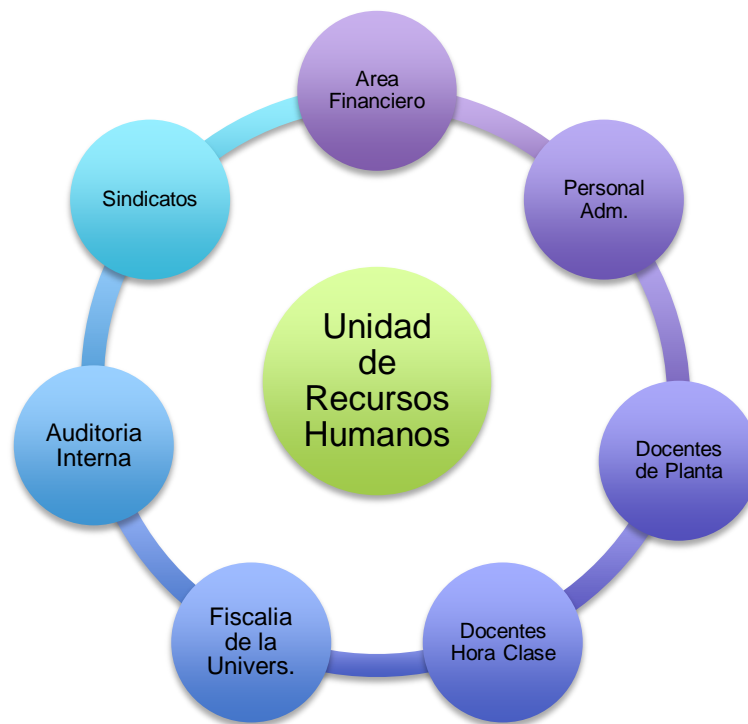 Area
Financiero
Personal
Adm.
Docentes
de Planta
Docentes
Hora Clase
Fiscalia
de la
Univers.
Auditoria
Interna
Sindicatos
Unidad
de
Recursos
Humanos